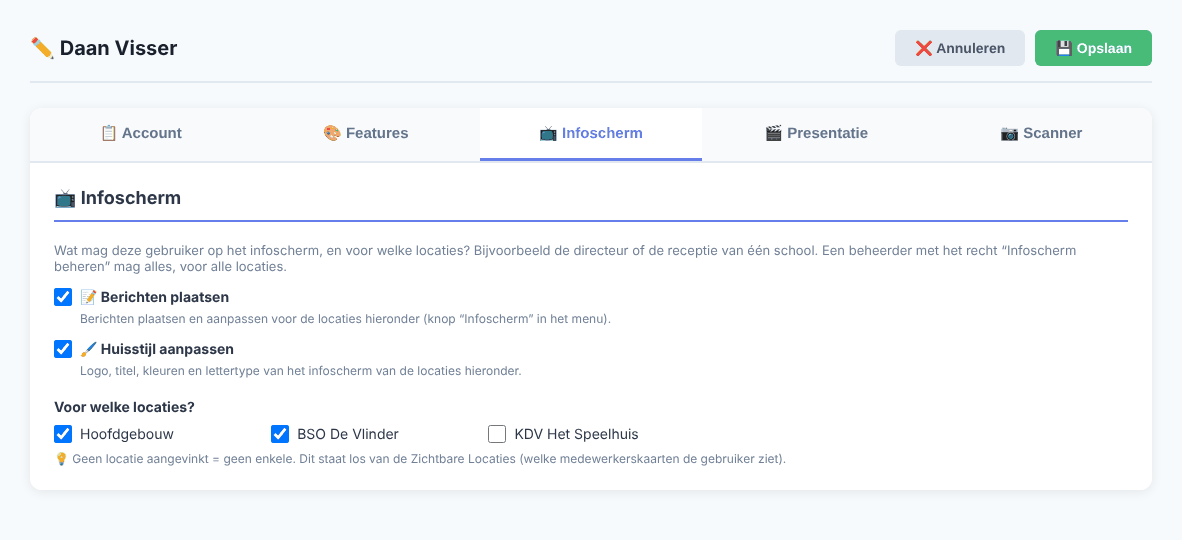 ✏️ Daan Visser
❌ Annuleren
💾 Opslaan
📋 Account
🎨 Features
📺 Infoscherm
🎬 Presentatie
📷 Scanner
📺 Infoscherm
Wat mag deze gebruiker op het infoscherm, en voor welke locaties? Bijvoorbeeld de directeur of de receptie van één school. Een beheerder met het recht “Infoscherm
beheren” mag alles, voor alle locaties.
📝 Berichten plaatsen
Berichten plaatsen en aanpassen voor de locaties hieronder (knop “Infoscherm” in het menu).
🖌️ Huisstijl aanpassen
Logo, titel, kleuren en lettertype van het infoscherm van de locaties hieronder.
Voor welke locaties?
Hoofdgebouw
BSO De Vlinder
KDV Het Speelhuis
💡 Geen locatie aangevinkt = geen enkele. Dit staat los van de Zichtbare Locaties (welke medewerkerskaarten de gebruiker ziet).